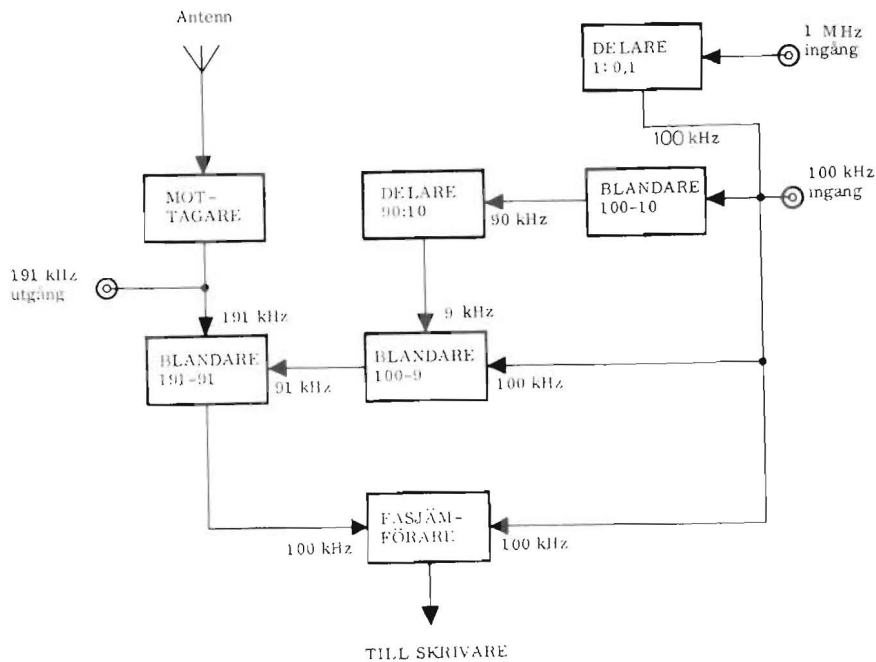 Antenn
1 MHz
ingång
DELARE
1:0,1
100 kHz
100 kHz
ingang
MOT-
TAGARE
DELARE
90:10
90 kHz
BLANDARE
100-10
191 kHz
utgång
191 kHz
9 kHz
BLANDARE
191-91
91 kHz
BLANDARE
100-9
100 kHz
FASJÄM-
FÖRARE
100 kHz
100 kHz
TILL SKRIVARE